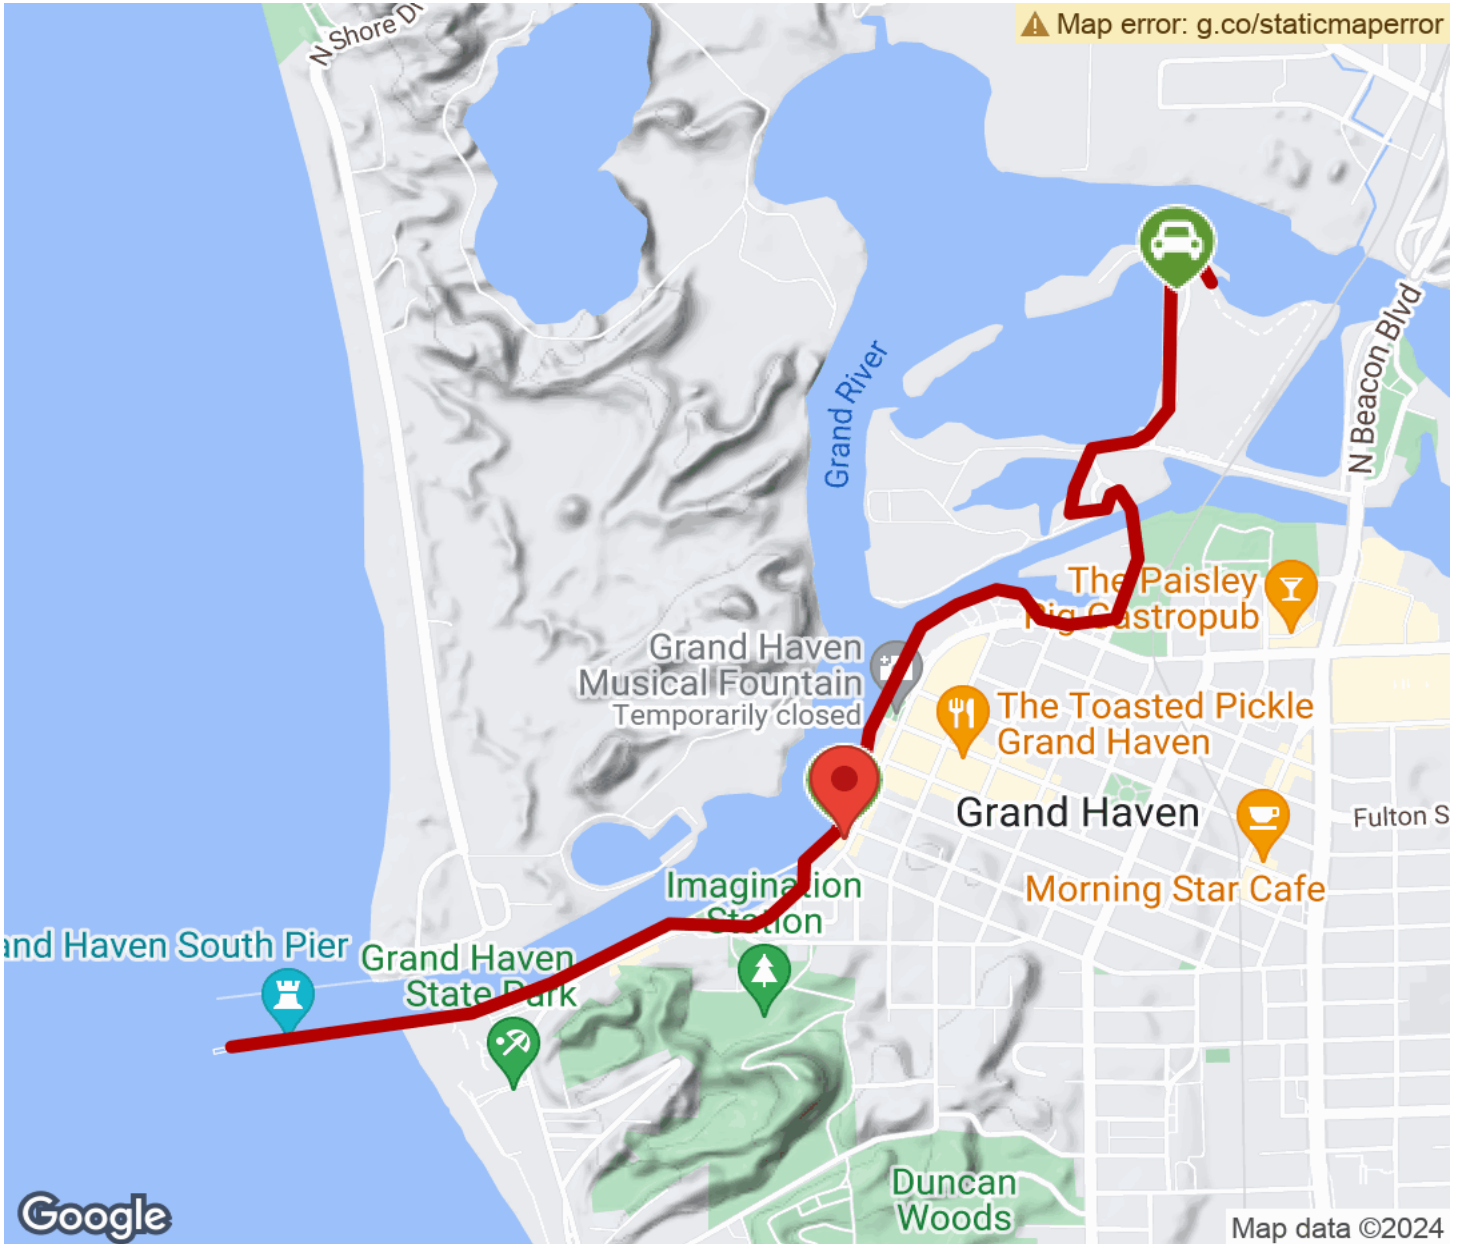 N Shore Dr
Map error: g.co/staticmaperror
N Beacon Blvd
Grand River
The Paisley
Pig Gastropub
Grand Haven
Musical Fountain
Temporarily closed
The Toasted Pickle
Grand Haven
Grand Haven
Fulton S
Morning Star Cafe
Imagination
Station
and Haven South Pier
Grand Haven
State Park
Duncan
Woods
Google
Map data ©2024